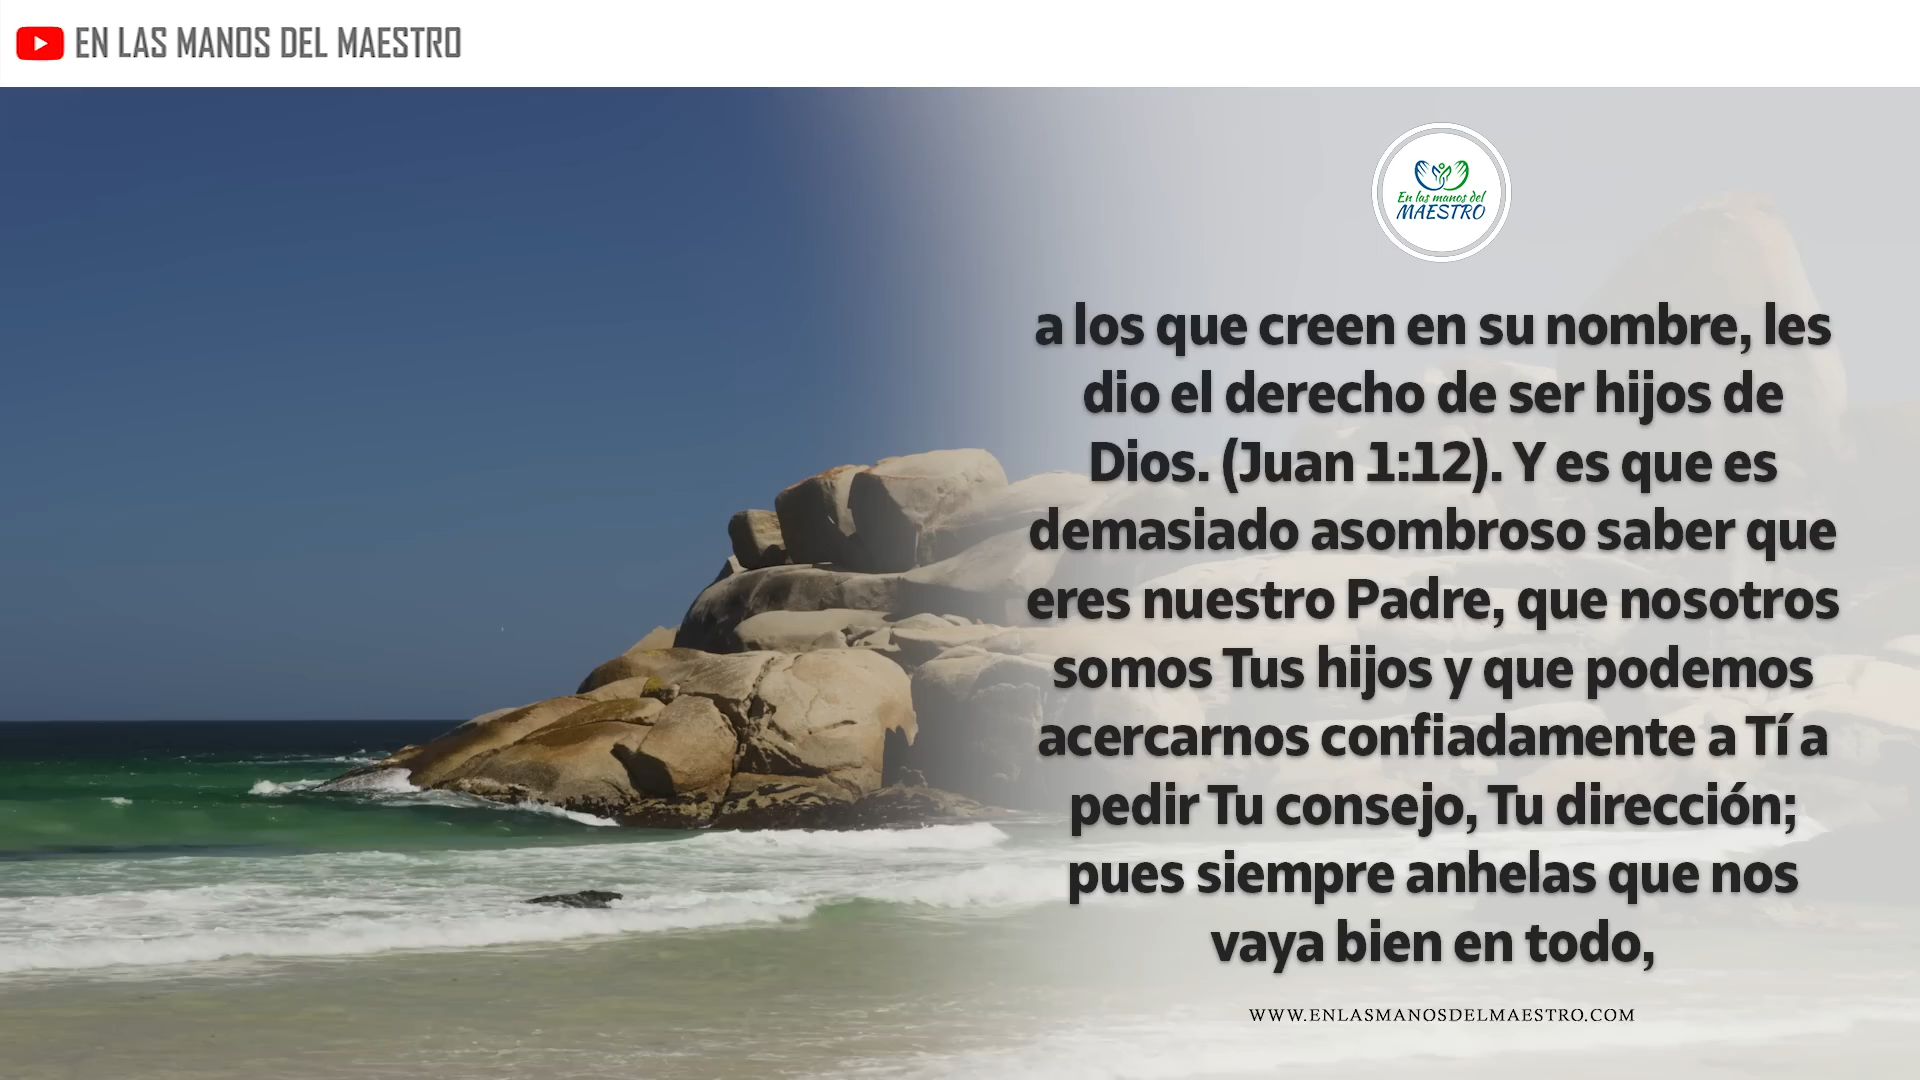 EN LAS MANOS DEL MAESTRO
En las manos del
MAESTRO
a los que creen en su nombre, les
dio el derecho de ser hijos de
Dios. (Juan 1:12). Y es que es
demasiado asombroso saber que
eres nuestro Padre, que nosotros
somos Tus hijos y que podemos
acercarnos confiadamente a Tí a
pedir Tu consejo, Tu dirección;
pues siempre anhelas que nos
vaya bien en todo,
WWW.ENLASMANOSDELMAESTRO.COM